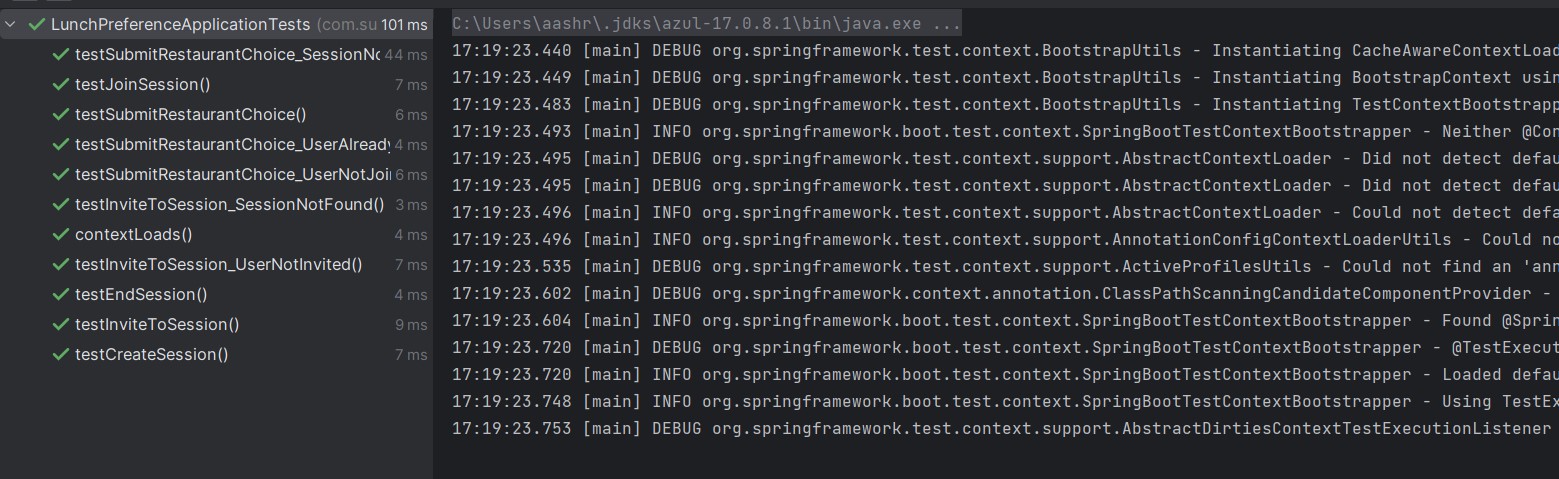 LunchPreferenceApplicationTests (com.su 101 ms
testSubmitRestaurantChoice_SessionNo 44 ms
testJoinSession() 7 ms
testSubmitRestaurantChoice() 6 ms
testSubmitRestaurantChoice_UserAlready 4 ms
testSubmitRestaurantChoice_UserNotJoi 6 ms
testInviteToSession_SessionNotFound() 3 ms
contextLoads() 4 ms
testInviteToSession_UserNotInvited() 7 ms
testEndSession() 4 ms
testInviteToSession() 9 ms
testCreateSession() 7 ms
C:\Users\aashr\.jdks\azul-17.0.8.1\bin\java.exe ...
17:19:23.440 [main] DEBUG org.springframework.test.context.BootstrapUtils - Instantiating CacheAwareContextLoad
17:19:23.449 [main] DEBUG org.springframework.test.context.BootstrapUtils - Instantiating BootstrapContext usin
17:19:23.483 [main] DEBUG org.springframework.test.context.BootstrapUtils - Instantiating TestContextBootstrapp
17:19:23.493 [main] INFO org.springframework.boot.test.context.SpringBootTestContextBootstrapper - Neither @Con
17:19:23.495 [main] DEBUG org.springframework.test.context.support.AbstractContextLoader - Did not detect defau
17:19:23.495 [main] DEBUG org.springframework.test.context.support.AbstractContextLoader - Did not detect defau
17:19:23.496 [main] INFO org.springframework.test.context.support.AbstractContextLoader - Could not detect defa
17:19:23.496 [main] INFO org.springframework.test.context.support.AnnotationConfigContextLoaderUtils - Could no
17:19:23.535 [main] DEBUG org.springframework.test.context.support.ActiveProfilesUtils - Could not find an 'ann
17:19:23.602 [main] DEBUG org.springframework.context.annotation.ClassPathScanningCandidateComponentProvider -
17:19:23.604 [main] INFO org.springframework.boot.test.context.SpringBootTestContextBootstrapper - Found @Sprin
17:19:23.720 [main] DEBUG org.springframework.boot.test.context.SpringBootTestContextBootstrapper - @TestExecut
17:19:23.720 [main] INFO org.springframework.boot.test.context.SpringBootTestContextBootstrapper - Loaded defau
17:19:23.748 [main] INFO org.springframework.boot.test.context.SpringBootTestContextBootstrapper - Using TestEx
17:19:23.753 [main] DEBUG org.springframework.test.context.support.AbstractDirtiesContextTestExecutionListener